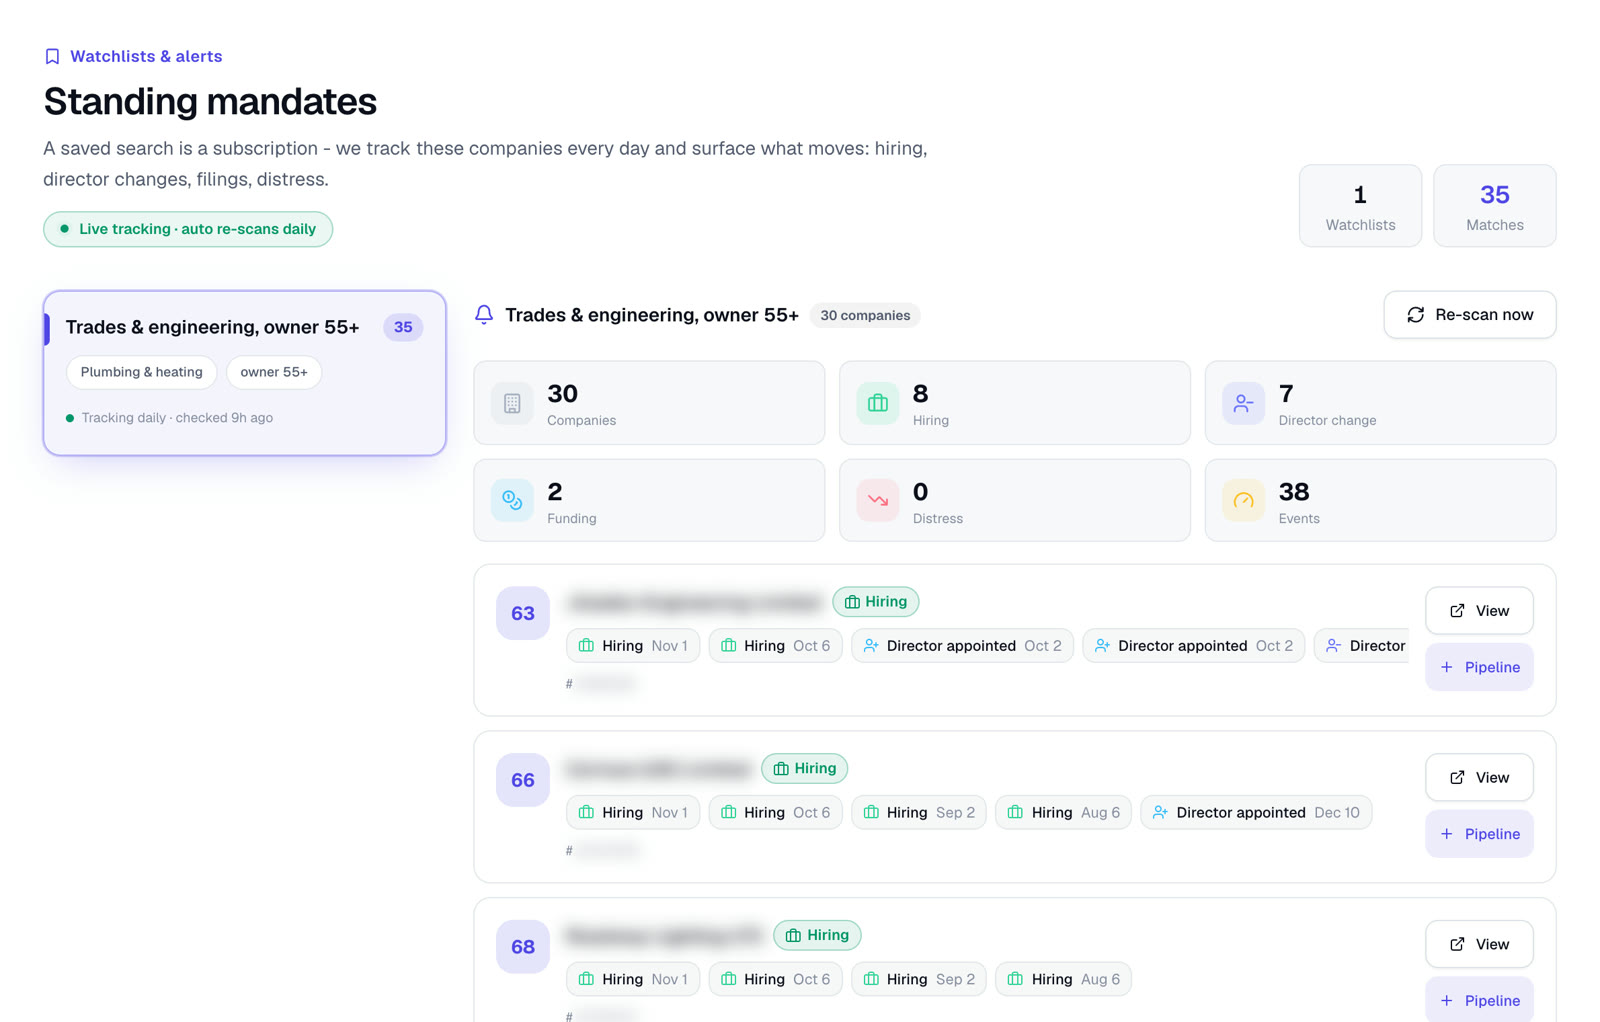 Watchlists & alerts
Standing mandates
A saved search is a subscription - we track these companies every day and surface what moves: hiring,
director changes, filings, distress.
Live tracking · auto re-scans daily
1
Watchlists
35
Matches
Trades & engineering, owner 55+ 35
Plumbing & heating owner 55+
Tracking daily · checked 9h ago
Trades & engineering, owner 55+ 30 companies
Re-scan now
30
Companies
8
Hiring
7
Director change
2
Funding
0
Distress
38
Events
63
Hiring
Hiring Nov 1 Hiring Oct 6 Director appointed Oct 2 Director appointed Oct 2 Director
#
View
Pipeline
66
Hiring
Hiring Nov 1 Hiring Oct 6 Hiring Sep 2 Hiring Aug 6 Director appointed Dec 10
#
View
Pipeline
68
Hiring
Hiring Nov 1 Hiring Oct 6 Hiring Sep 2 Hiring Aug 6
#
View
Pipeline